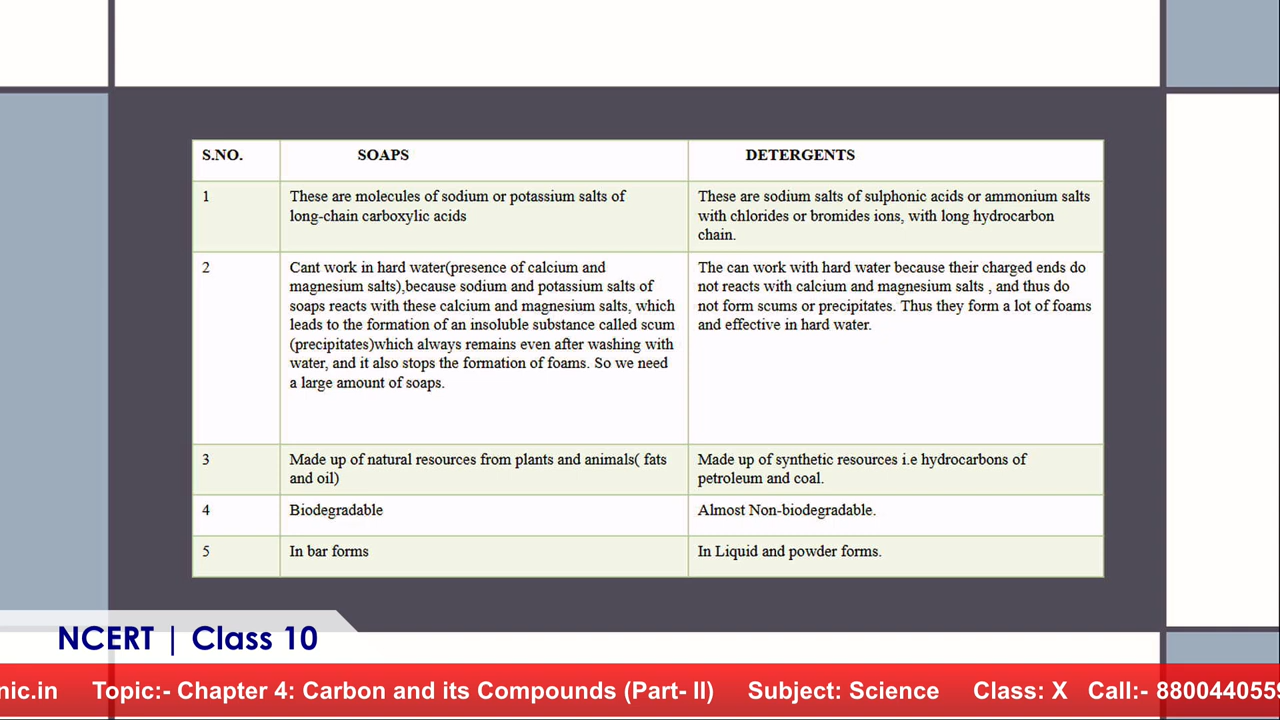 S.NO. SOAPS DETERGENTS
1
These are molecules of sodium or potassium salts of
long-chain carboxylic acids
These are sodium salts of sulphonic acids or ammonium salts
with chlorides or bromides ions, with long hydrocarbon
chain.
2
Cant work in hard water(presence of calcium and
magnesium salts),because sodium and potassium salts of
soaps reacts with these calcium and magnesium salts, which
leads to the formation of an insoluble substance called scum
(precipitates)which always remains even after washing with
water, and it also stops the formation of foams. So we need
a large amount of soaps.
The can work with hard water because their charged ends do
not reacts with calcium and magnesium salts , and thus do
not form scums or precipitates. Thus they form a lot of foams
and effective in hard water.
3
Made up of natural resources from plants and animals( fats
and oil)
Made up of synthetic resources i.e hydrocarbons of
petroleum and coal.
4
Biodegradable
Almost Non-biodegradable.
5
In bar forms
In Liquid and powder forms.
NCERT | Class 10
nic.in Topic:- Chapter 4: Carbon and its Compounds (Part- II) Subject: Science Class: X Call:- 8800440559